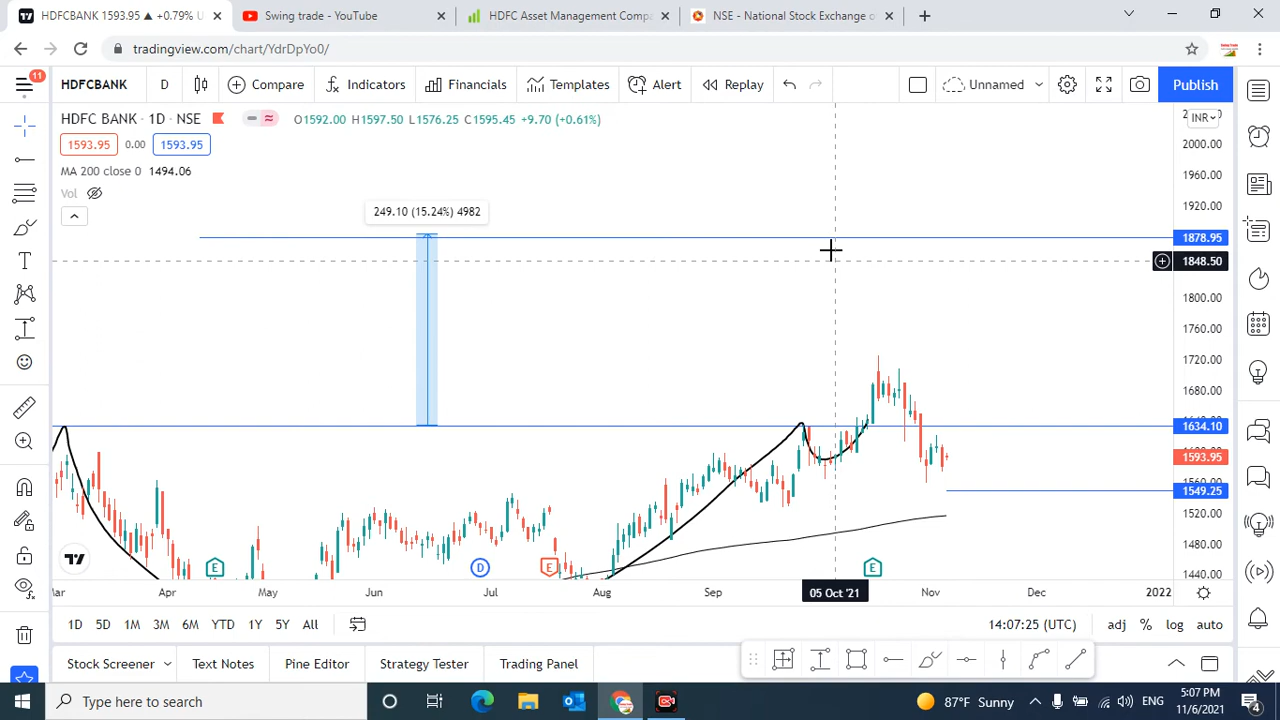 HDFCBANK 1593.95 ▲ +0.79% U
Swing trade - YouTube
HDFC Asset Management Comp
NSE - National Stock Exchange o
tradingview.com/chart/YdrDpYo0/
11
HDFCBANK
D
Compare
Indicators
Financials
Templates
Alert
Replay
Unnamed
Publish
HDFC BANK · 1D · NSE
O1592.00 H1597.50 L1576.25 C1595.45 +9.70 (+0.61%)
INR
1593.95
0.00
1593.95
2000.00
MA 200 close 0 1494.06
1960.00
Vol
1920.00
249.10 (15.24%) 4982
1878.95
1848.50
1800.00
1760.00
1720.00
1680.00
1634.10
1593.95
1549.25
1520.00
1480.00
1440.00
E
D
E
E
Apr
May
Jun
Jul
Aug
Sep
05 Oct '21
Nov
Dec
2022
1D
5D
1M
3M
6M
YTD
1Y
5Y
All
14:07:25 (UTC)
adj
%
log
auto
Stock Screener
Text Notes
Pine Editor
Strategy Tester
Trading Panel
Type here to search
87°F Sunny
ENG
5:07 PM
11/6/2021
4